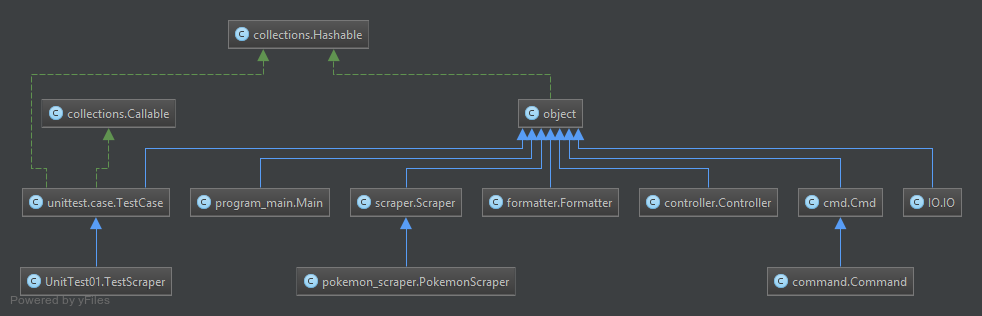 C collections.Hashable
C collections.Callable
C object
C unittest.case.TestCase
C program_main.Main
C scraper.Scraper
C formatter.Formatter
C controller.Controller
C cmd.Cmd
C IO.IO
C UnitTest01.TestScraper
C pokemon_scraper.PokemonScraper
C command.Command
Powered by yFiles